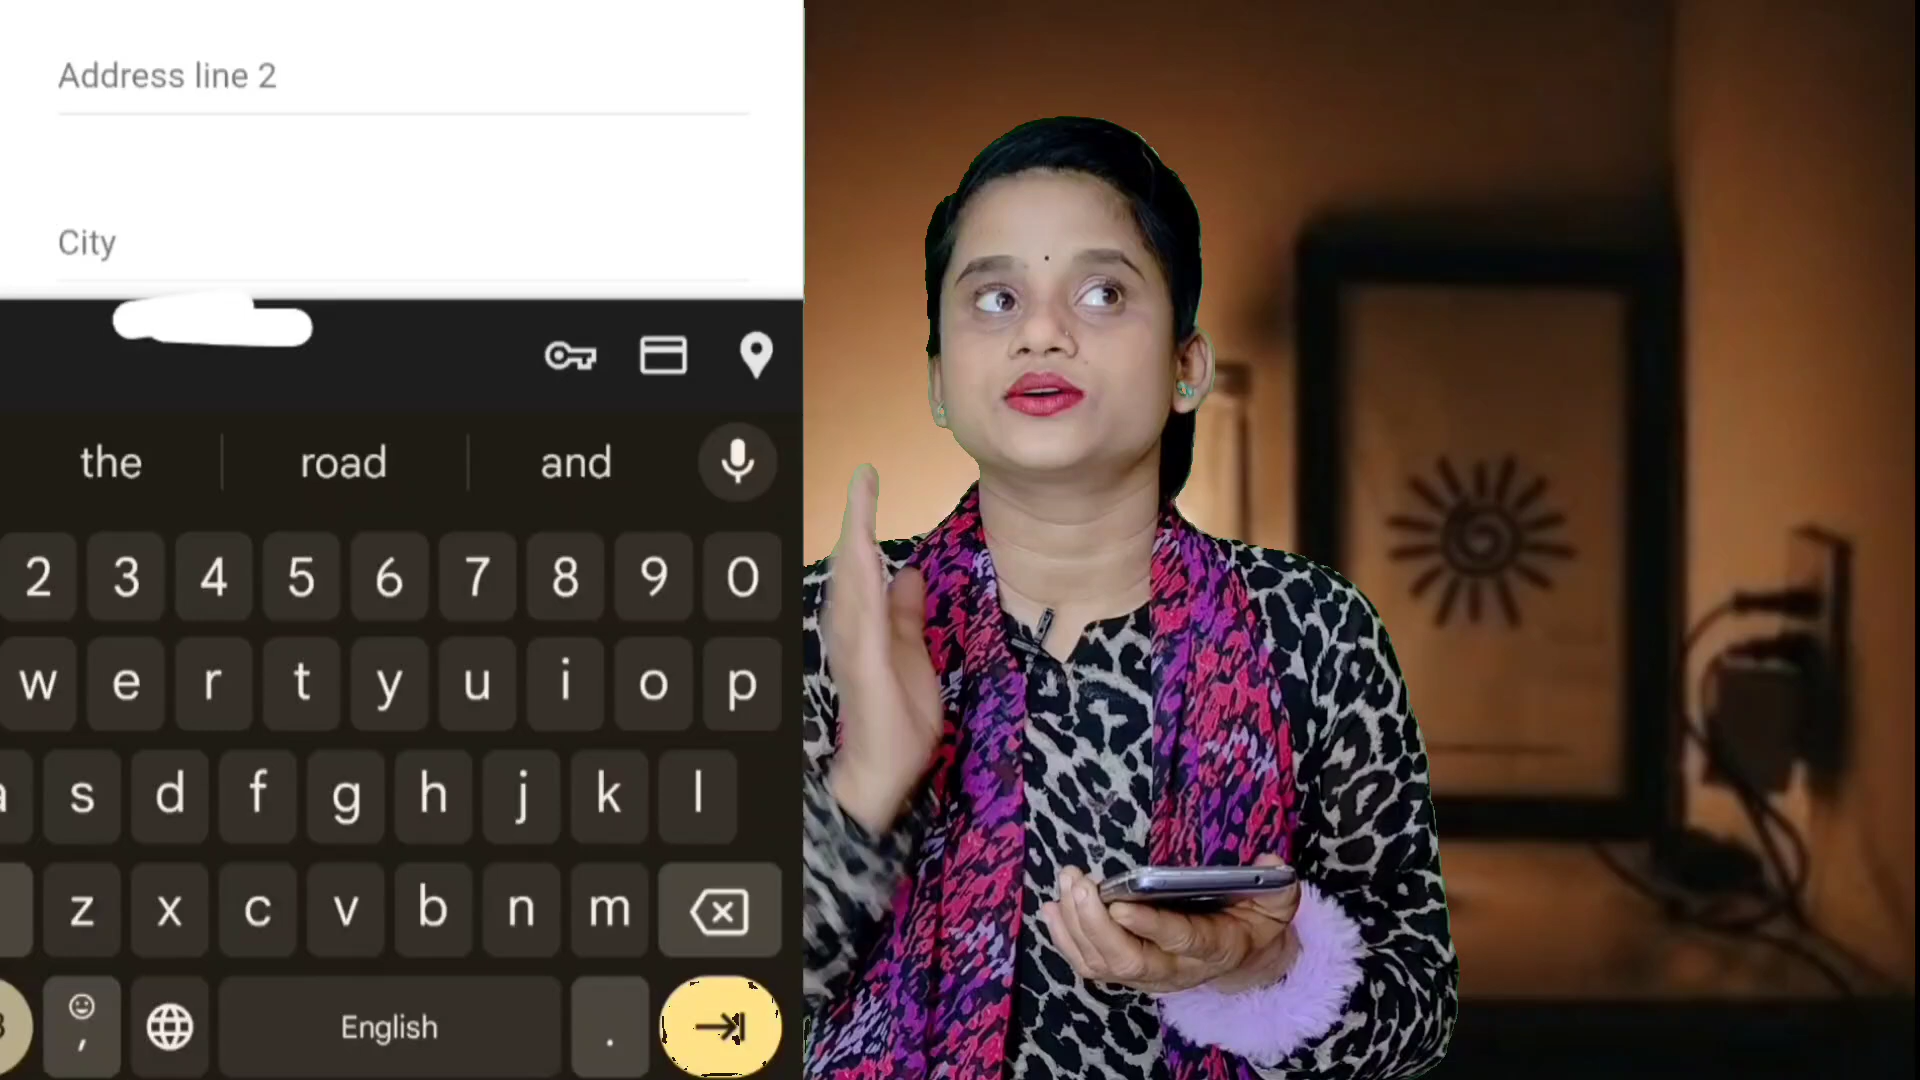 Address line 2
City
the road and
2 3 4 5 6 7 8 9 0
w e r t y u i o p
a s d f g h j k l
z x c v b n m
, English .